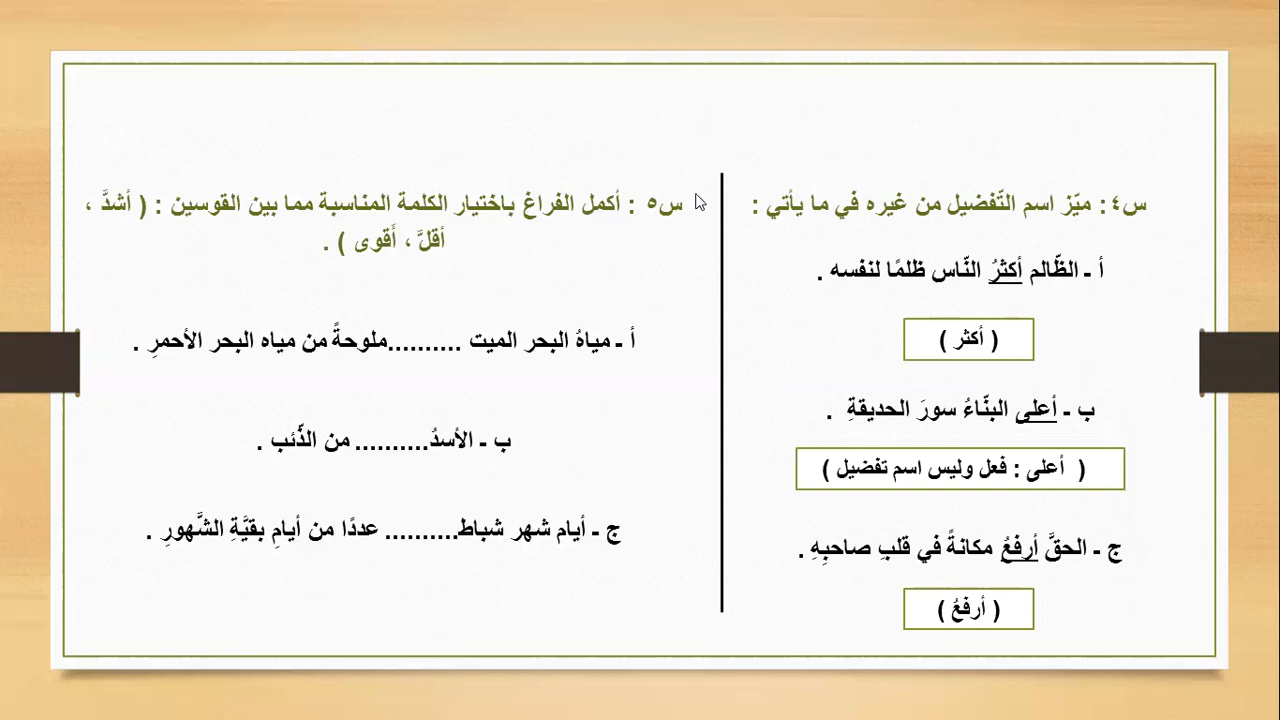 س٤ : ميّز اسم التّفضيل من غيره في ما يأتي :
أ ـ الظّالم أكثرُ النّاس ظلمًا لنفسه .
( أكثر )
ب ـ أعلى البنّاءُ سورَ الحديقةِ .
( أعلى : فعل وليس اسم تفضيل )
ج ـ الحقَّ أرفعُ مكانةً في قلبِ صاحبِهِ .
( أرفعُ )
س٥ : أكمل الفراغ باختيار الكلمة المناسبة مما بين القوسين : ( أشدَّ ،
أقلَّ ، أقوى ) .
أ ـ مياهُ البحر الميت ..........ملوحةً من مياه البحر الأحمرِ .
ب ـ الأسدُ.......... من الذّئب .
ج ـ أيام شهر شباط.......... عددًا من أيامِ بقيَّةِ الشَّهورِ .